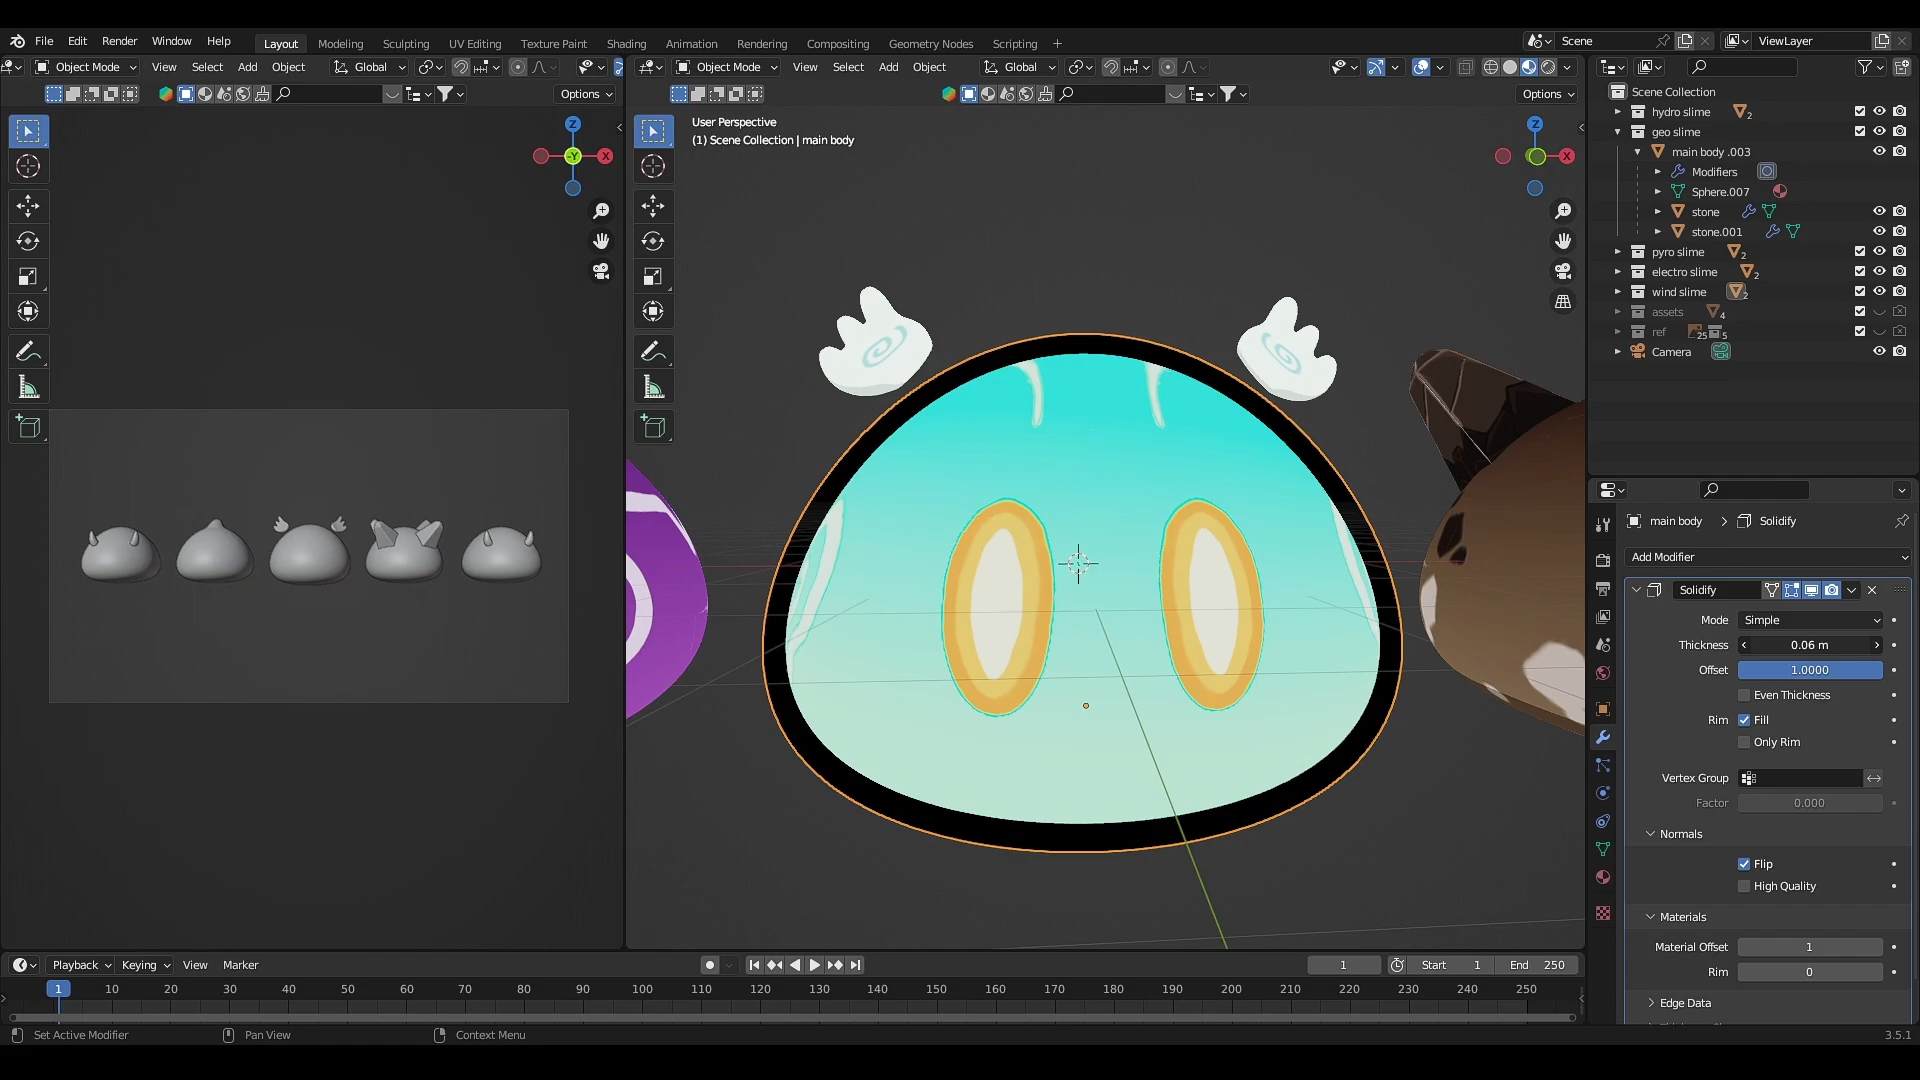 File Edit Render Window Help Layout Modeling Sculpting UV Editing Texture Paint Shading Animation Rendering Compositing Geometry Nodes Scripting + Scene ViewLayer
Object Mode View Select Add Object Global Object Mode View Select Add Object Global
Options Options
User Perspective
(1) Scene Collection | main body
Z
-Y X
Z
X
Scene Collection
hydro slime 2
geo slime
main body .003
Modifiers
Sphere.007
stone
stone.001
pyro slime 2
electro slime 2
wind slime 2
assets 4
ref 25 5
Camera
main body > Solidify
Add Modifier
Solidify
Mode Simple
Thickness 0.06 m
Offset 1.0000
Even Thickness
Rim Fill
Only Rim
Vertex Group
Factor 0.000
Normals
Flip
High Quality
Materials
Material Offset 1
Rim 0
Edge Data
Playback Keying View Marker 1 Start 1 End 250
1 10 20 30 40 50 60 70 80 90 100 110 120 130 140 150 160 170 180 190 200 210 220 230 240 250
Set Active Modifier Pan View Context Menu 3.5.1